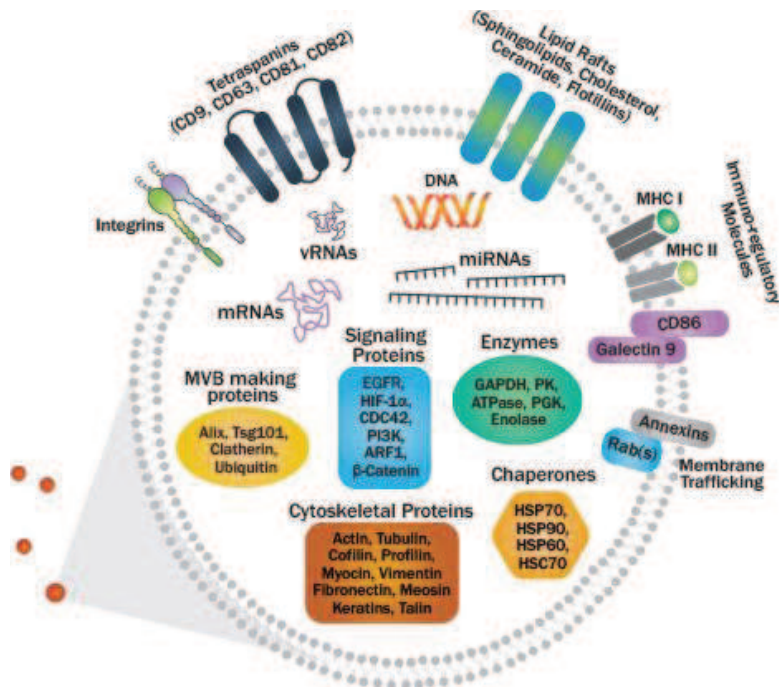 Tetraspanins
(CD9, CD63, CD81, CD82)
Lipid Rafts
(Sphingolipids, Cholesterol,
Ceramide, Flotillins)
Integrins
DNA
vRNAs
miRNAs
mRNAs
MHC I
MHC II
Immuno-regulatory
Molecules
CD86
Galectin 9
Signaling
Proteins
EGFR,
HIF-1α,
CDC42,
PI3K,
ARF1,
β-Catenin
Enzymes
GAPDH, PK,
ATPase, PGK,
Enolase
MVB making
proteins
Alix, Tsg101,
Clatherin,
Ubiquitin
Annexins
Rab(s)
Membrane
Trafficking
Chaperones
HSP70,
HSP90,
HSP60,
HSC70
Cytoskeletal Proteins
Actin, Tubulin,
Cofilin, Profilin,
Myocin, Vimentin
Fibronectin, Meosin
Keratins, Talin